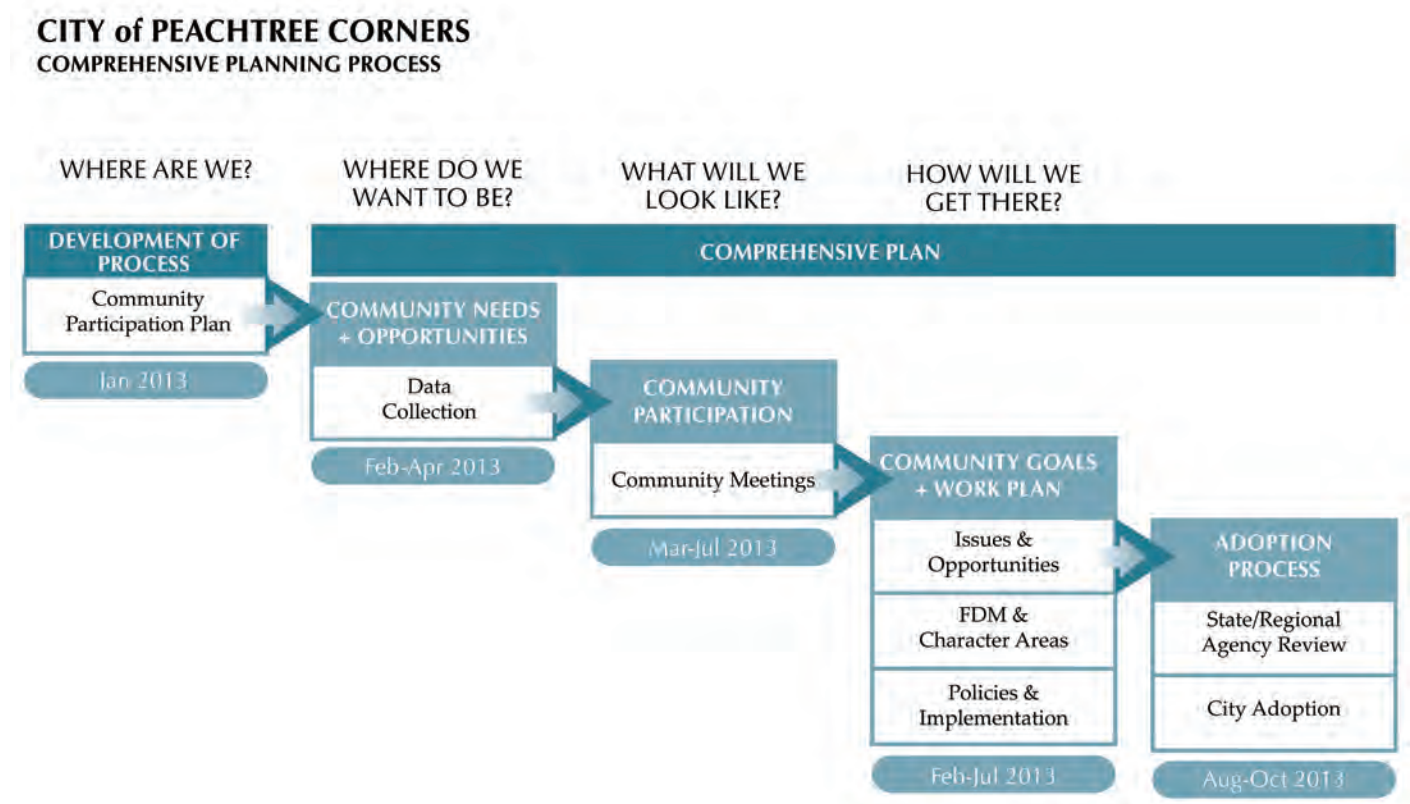 CITY of PEACHTREE CORNERS
COMPREHENSIVE PLANNING PROCESS
WHERE ARE WE?
WHERE DO WE
WANT TO BE?
WHAT WILL WE
LOOK LIKE?
HOW WILL WE
GET THERE?
DEVELOPMENT OF
PROCESS
Community
Participation Plan
Jan 2013
COMPREHENSIVE PLAN
COMMUNITY NEEDS
+ OPPORTUNITIES
Data
Collection
Feb-Apr 2013
COMMUNITY
PARTICIPATION
Community Meetings
Mar-Jul 2013
COMMUNITY GOALS
+ WORK PLAN
Issues &
Opportunities
FDM &
Character Areas
Policies &
Implementation
Feb-Jul 2013
ADOPTION
PROCESS
State/Regional
Agency Review
City Adoption
Aug-Oct 2013